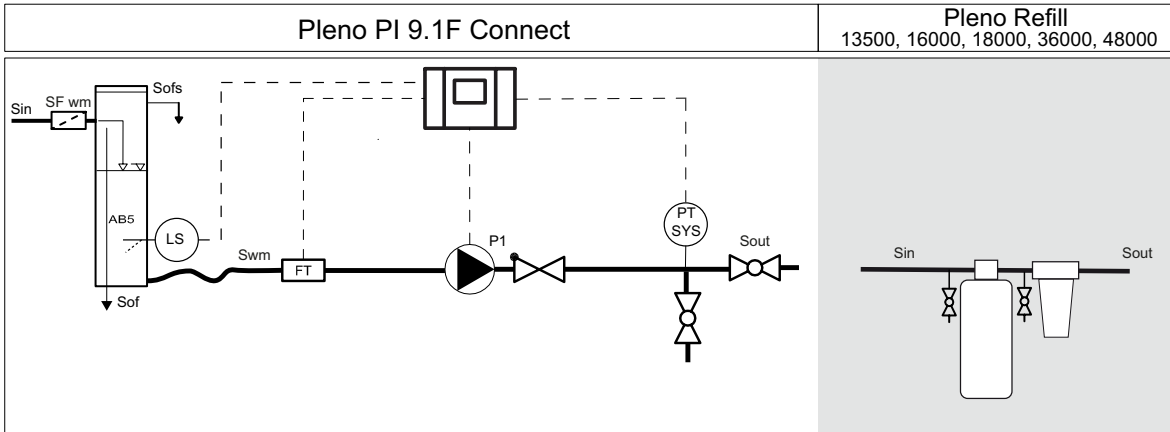 Pleno PI 9.1F Connect
Pleno Refill
13500, 16000, 18000, 36000, 48000
Sin
SF wm
Sofs
AB5
LS
Sof
Swm
FT
P1
PT
SYS
Sout
Sin
Sout